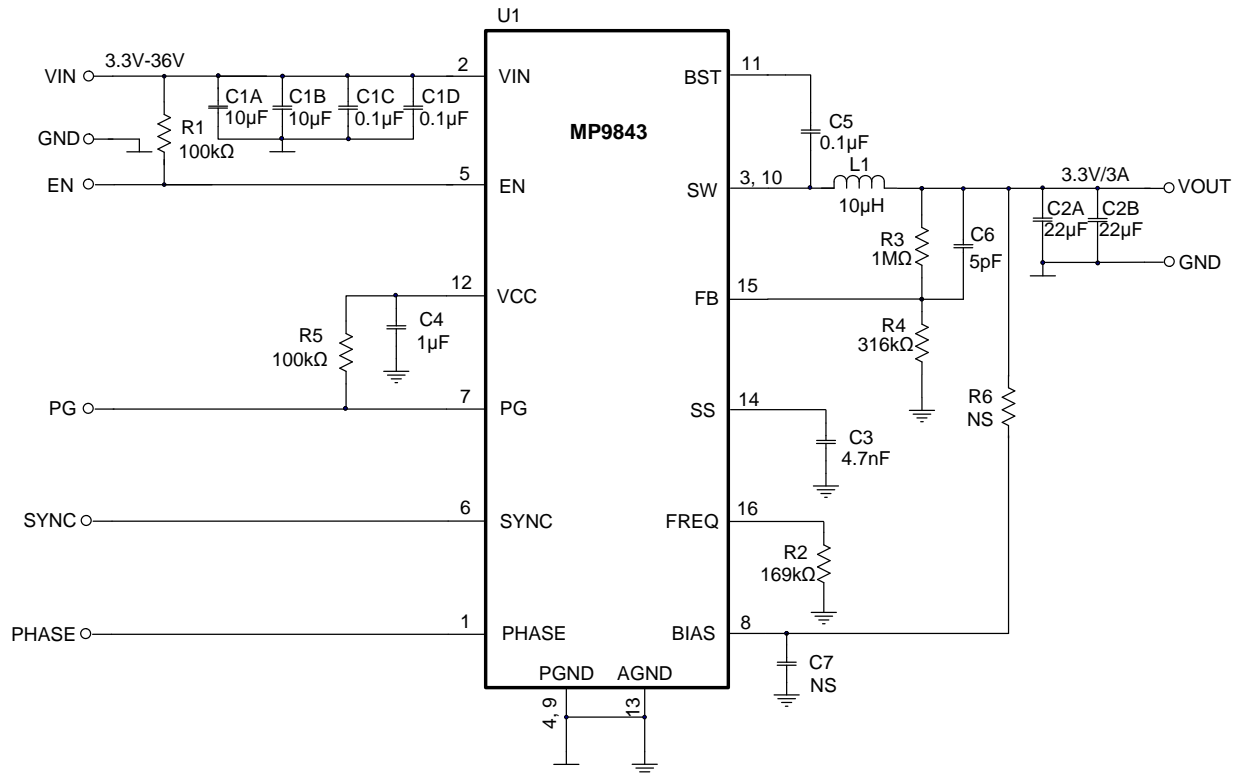 U1
MP9843
VIN
3.3V-36V
2
VIN
C1A
10µF
C1B
10µF
C1C
0.1µF
C1D
0.1µF
R1
100kΩ
GND
EN
5
EN
12
VCC
C4
1µF
R5
100kΩ
PG
7
PG
SYNC
6
SYNC
PHASE
1
PHASE
PGND
AGND
4, 9
13
BST
11
C5
0.1µF
SW
3, 10
L1
10µH
3.3V/3A
VOUT
C2A
22µF
C2B
22µF
GND
R3
1MΩ
C6
5pF
FB
15
R4
316kΩ
SS
14
C3
4.7nF
FREQ
16
R2
169kΩ
R6
NS
BIAS
8
C7
NS